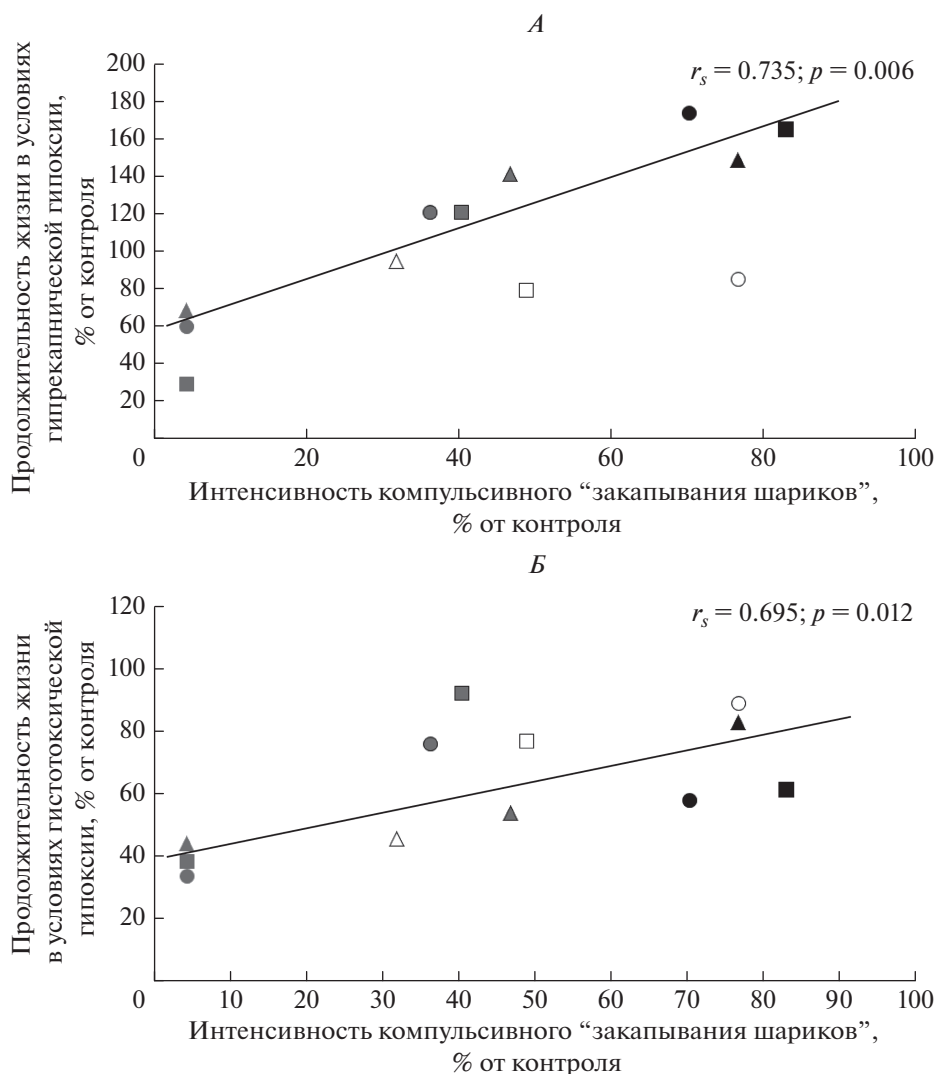 А
Продолжительность жизни в условиях
гипрекапнической гипоксии,
% от контроля
200
180
160
140
120
100
80
60
40
20
r_s = 0.735; p = 0.006
0 20 40 60 80 100
Интенсивность компульсивного “закапывания шариков”,
% от контроля
Б
Продолжительность жизни
в условиях гистотоксической
гипоксии, % от контроля
120
100
80
60
40
20
r_s = 0.695; p = 0.012
0 10 20 30 40 50 60 70 80 90 100
Интенсивность компульсивного “закапывания шариков”,
% от контроля